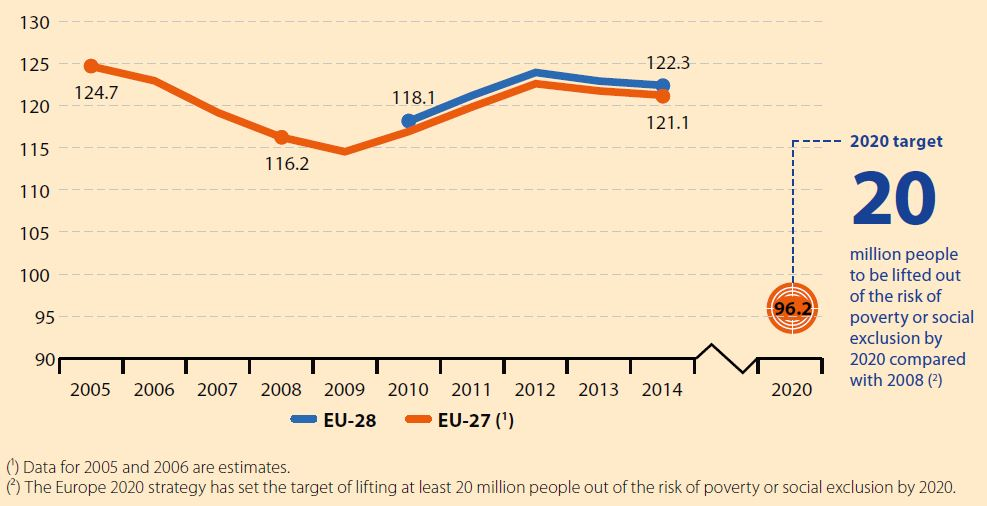 130
125
120
115
110
105
100
95
90
124.7
116.2
118.1
122.3
121.1
96.2
2005 2006 2007 2008 2009 2010 2011 2012 2013 2014 2020
EU-28 EU-27 (¹)
2020 target
20
million people
to be lifted out
of the risk of
poverty or social
exclusion by
2020 compared
with 2008 (²)
(¹) Data for 2005 and 2006 are estimates.
(²) The Europe 2020 strategy has set the target of lifting at least 20 million people out of the risk of poverty or social exclusion by 2020.